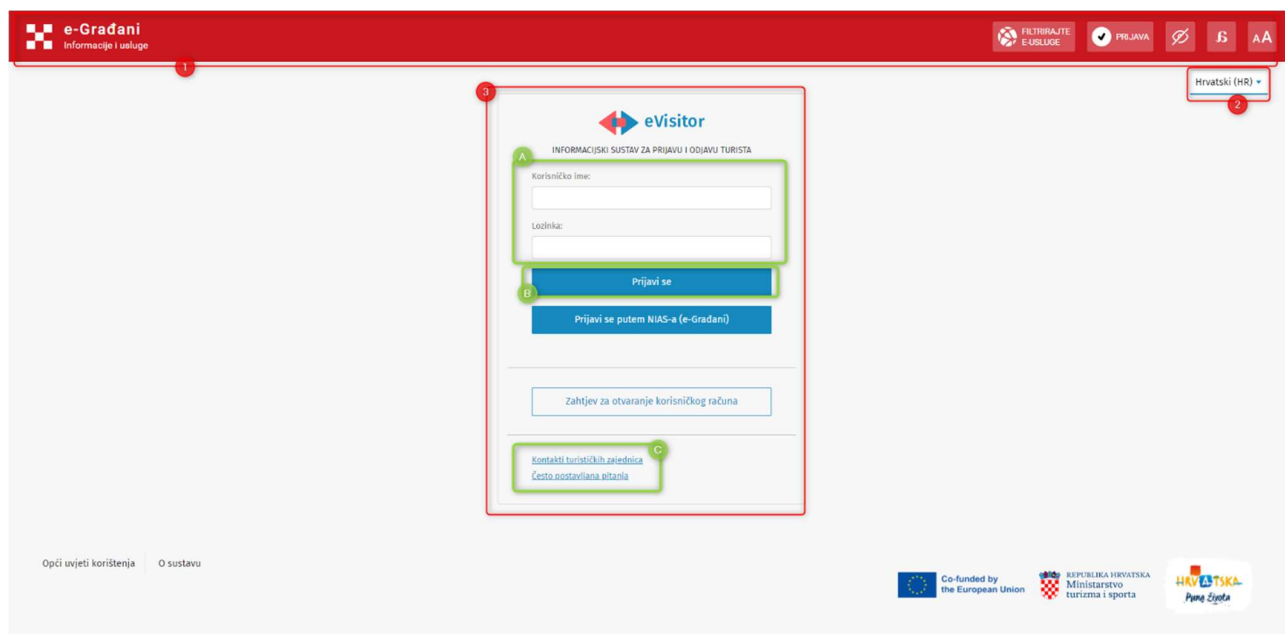 e-Građani
Informacije i usluge
FILTRIRAJTE
E-USLUGE
PRIJAVA
ß
AA
1
Hrvatski (HR)
2
3
eVisitor
INFORMACIJSKI SUSTAV ZA PRIJAVU I ODJAVU TURISTA
A
Korisničko ime:
Lozinka:
Prijavi se
B
Prijavi se putem NIAS-a (e-Građani)
Zahtjev za otvaranje korisničkog računa
C
Kontakti turističkih zajednica
Često postavljana pitanja
Opći uvjeti korištenja
O sustavu
Co-funded by
the European Union
REPUBLIKA HRVATSKA
Ministarstvo
turizma i sporta
HRVATSKA
Puna života